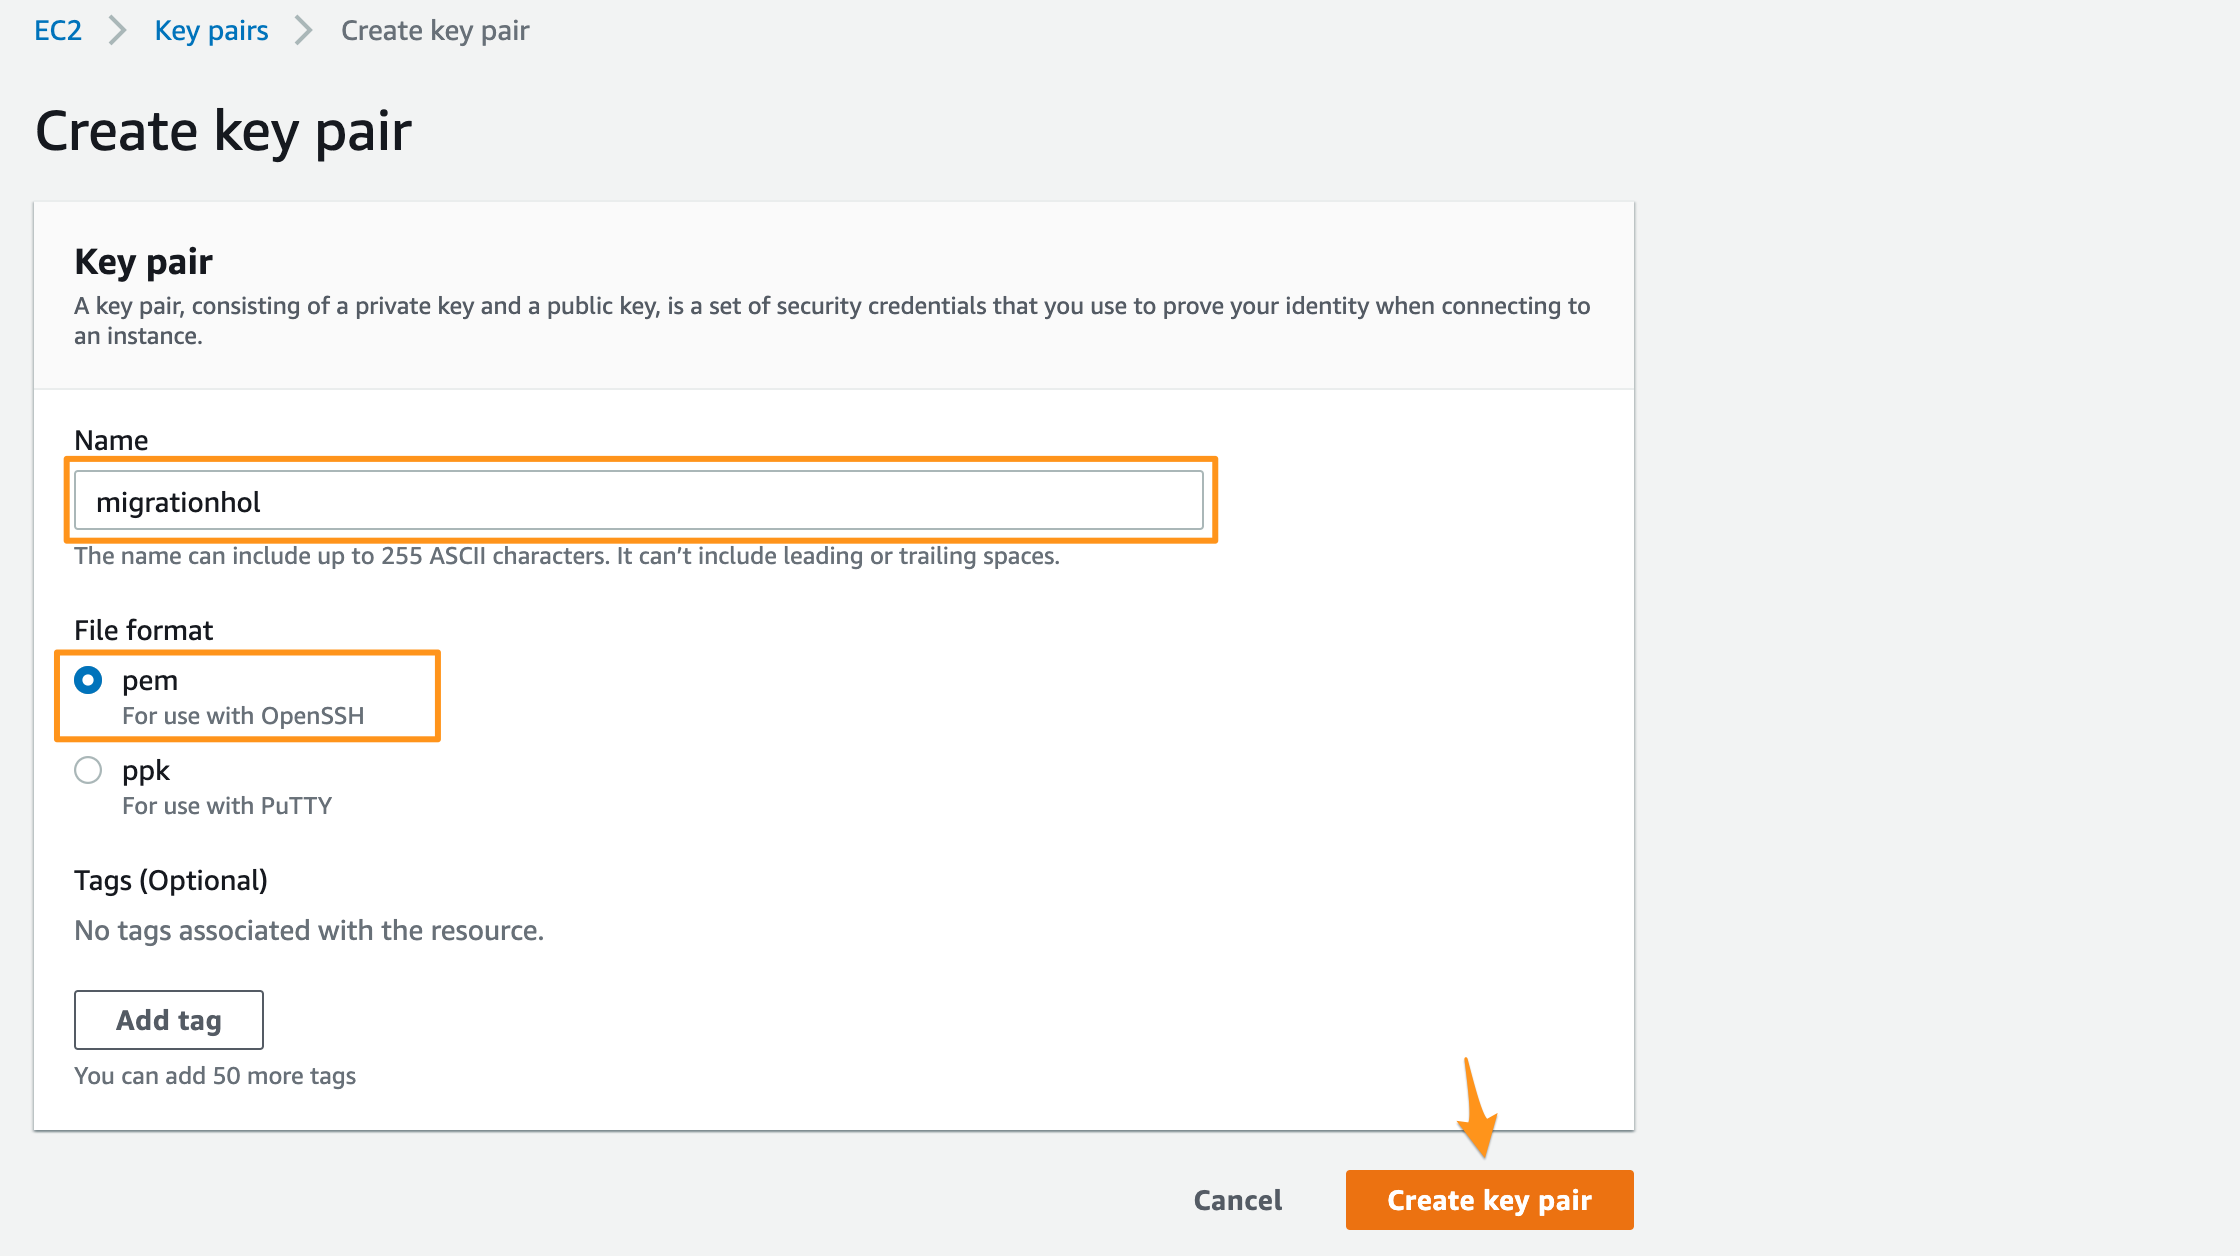 EC2 Key pairs Create key pair
Create key pair
Key pair
A key pair, consisting of a private key and a public key, is a set of security credentials that you use to prove your identity when connecting to
an instance.
Name
migrationhol
The name can include up to 255 ASCII characters. It can’t include leading or trailing spaces.
File format
pem
For use with OpenSSH
ppk
For use with PuTTY
Tags (Optional)
No tags associated with the resource.
Add tag
You can add 50 more tags
Cancel Create key pair